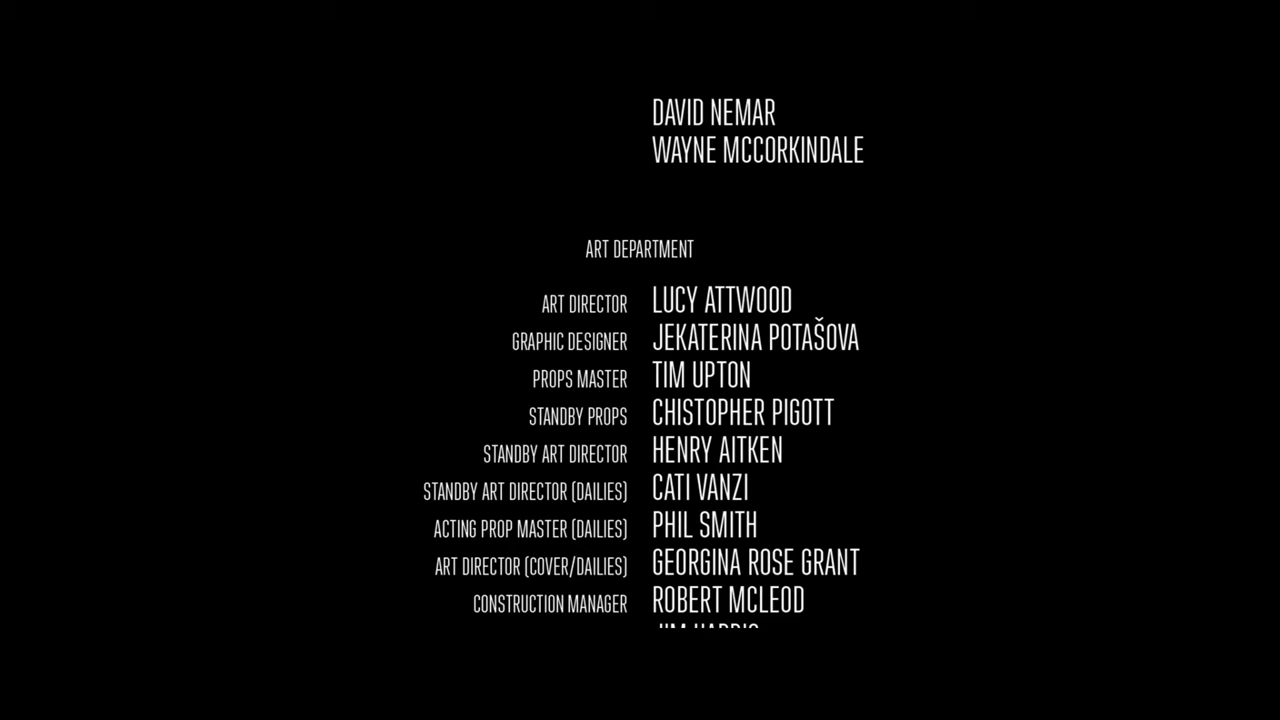 DAVID NEMAR
WAYNE MCCORKINDALE
ART DEPARTMENT
ART DIRECTOR LUCY ATTWOOD
GRAPHIC DESIGNER JEKATERINA POTAŠOVA
PROPS MASTER TIM UPTON
STANDBY PROPS CHISTOPHER PIGOTT
STANDBY ART DIRECTOR HENRY AITKEN
STANDBY ART DIRECTOR (DAILIES) CATI VANZI
ACTING PROP MASTER (DAILIES) PHIL SMITH
ART DIRECTOR (COVER/DAILIES) GEORGINA ROSE GRANT
CONSTRUCTION MANAGER ROBERT MCLEOD